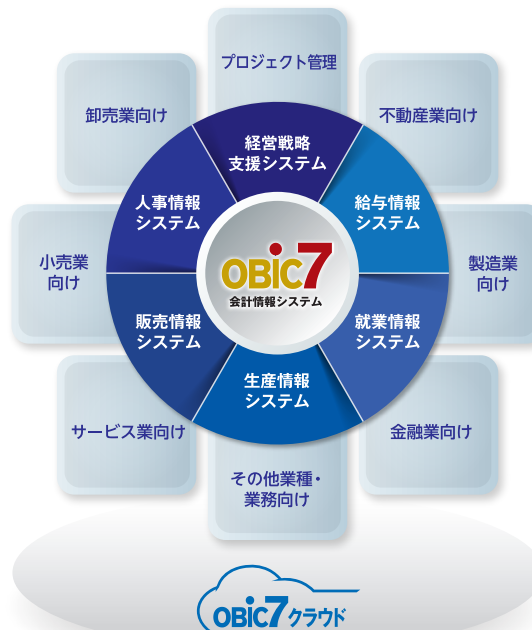 プロジェクト管理
卸売業向け
不動産業向け
経営戦略
支援システム
人事情報
システム
給与情報
システム
小売業
向け
OBiC7
会計情報システム
製造業
向け
販売情報
システム
就業情報
システム
生産情報
システム
サービス業向け
金融業向け
その他業種・
業務向け
OBiC7クラウド